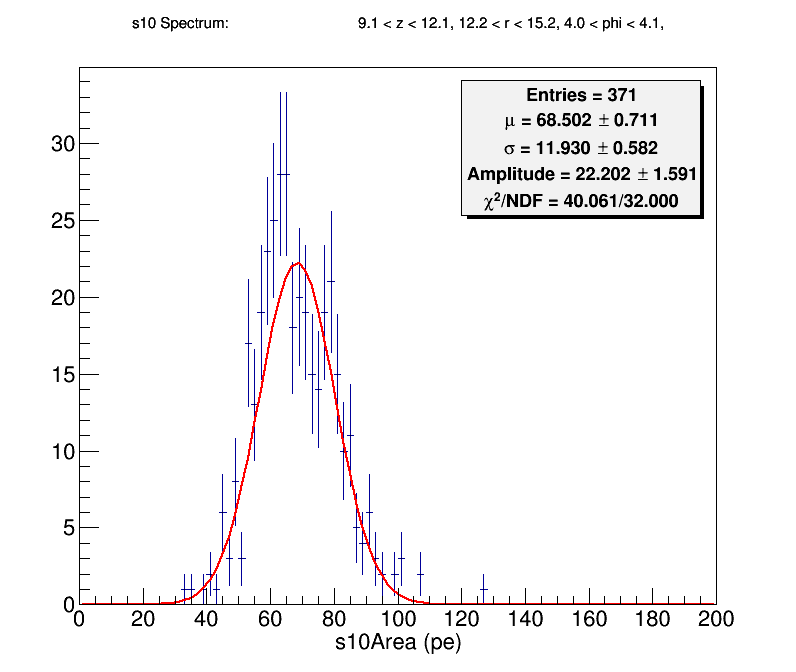 s10 Spectrum: 9.1 < z < 12.1, 12.2 < r < 15.2, 4.0 < phi < 4.1,
Entries = 371
μ = 68.502 ± 0.711
σ = 11.930 ± 0.582
Amplitude = 22.202 ± 1.591
χ²/NDF = 40.061/32.000
30
25
20
15
10
5
0
0 20 40 60 80 100 120 140 160 180 200
s10Area (pe)